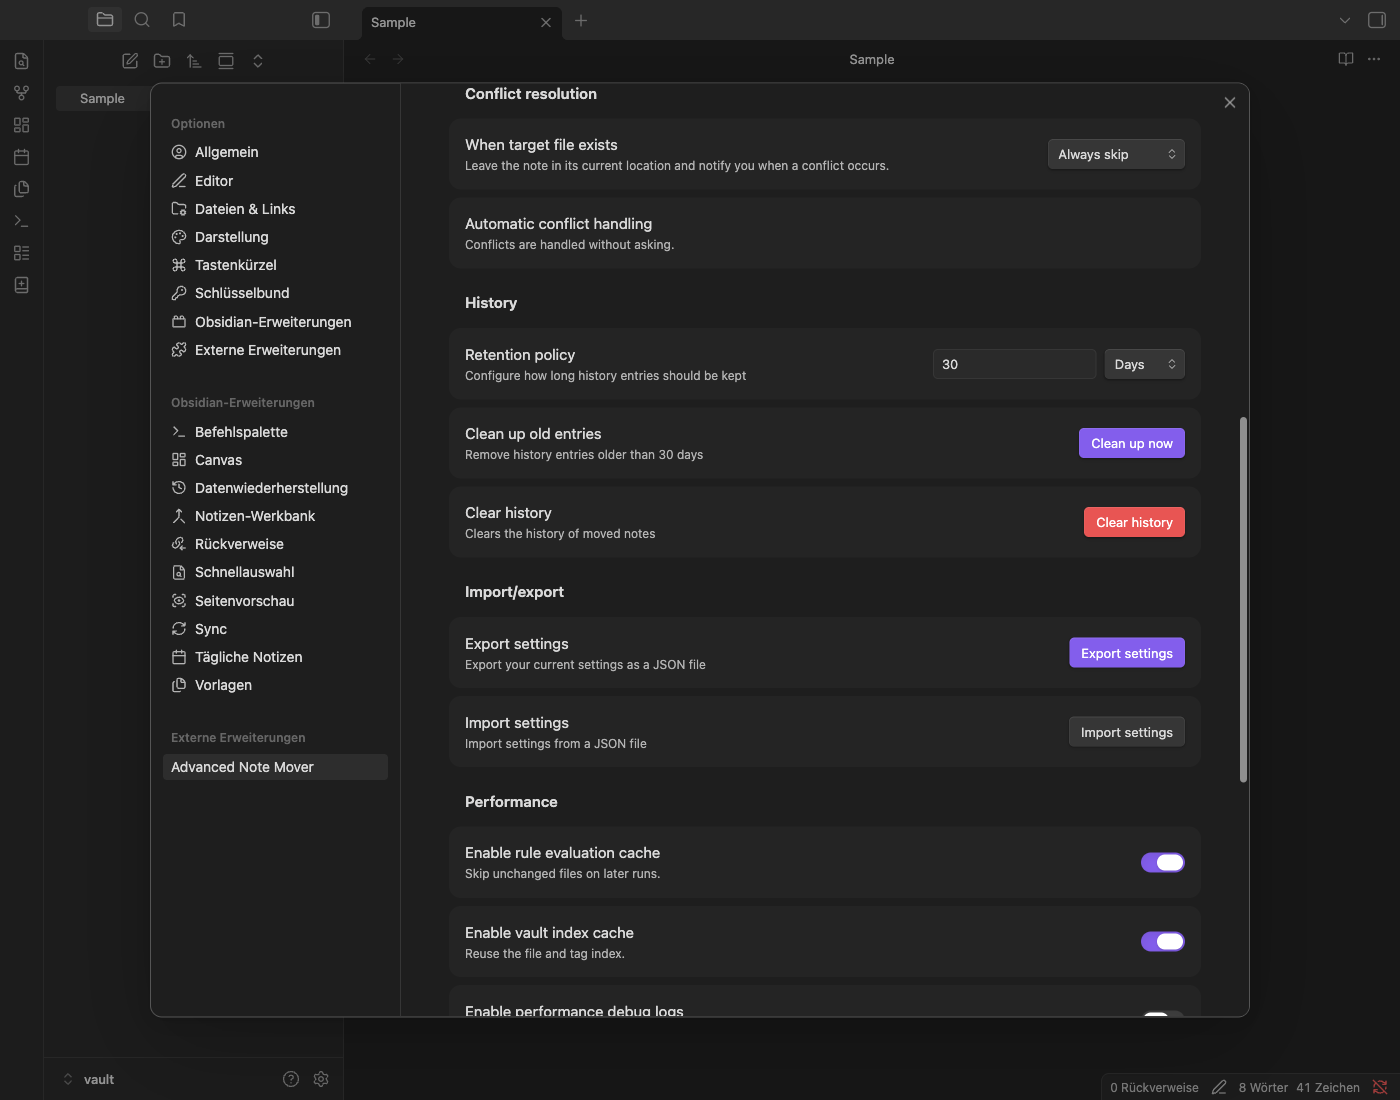 Sample
Sample
Sample
Optionen
Allgemein
Editor
Dateien & Links
Darstellung
Tastenkürzel
Schlüsselbund
Obsidian-Erweiterungen
Externe Erweiterungen
Obsidian-Erweiterungen
Befehlspalette
Canvas
Datenwiederherstellung
Notizen-Werkbank
Rückverweise
Schnellauswahl
Seitenvorschau
Sync
Tägliche Notizen
Vorlagen
Externe Erweiterungen
Advanced Note Mover
Conflict resolution
When target file exists
Leave the note in its current location and notify you when a conflict occurs.
Always skip
Automatic conflict handling
Conflicts are handled without asking.
History
Retention policy
Configure how long history entries should be kept
30
Days
Clean up old entries
Remove history entries older than 30 days
Clean up now
Clear history
Clears the history of moved notes
Clear history
Import/export
Export settings
Export your current settings as a JSON file
Export settings
Import settings
Import settings from a JSON file
Import settings
Performance
Enable rule evaluation cache
Skip unchanged files on later runs.
Enable vault index cache
Reuse the file and tag index.
Enable performance debug logs
vault
0 Rückverweise
8 Wörter
41 Zeichen